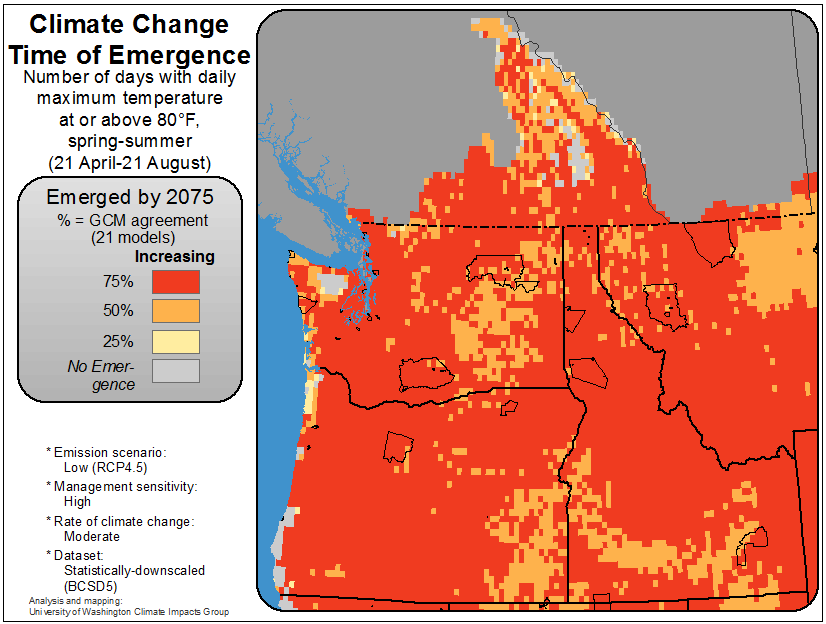 Climate Change
Time of Emergence
Number of days with daily
maximum temperature
at or above 80°F,
spring-summer
(21 April-21 August)
Emerged by 2075
% = GCM agreement
(21 models)
Increasing
75%
50%
25%
No Emer-
gence
* Emission scenario:
Low (RCP4.5)
* Management sensitivity:
High
* Rate of climate change:
Moderate
* Dataset:
Statistically-downscaled
(BCSD5)
Analysis and mapping:
University of Washington Climate Impacts Group